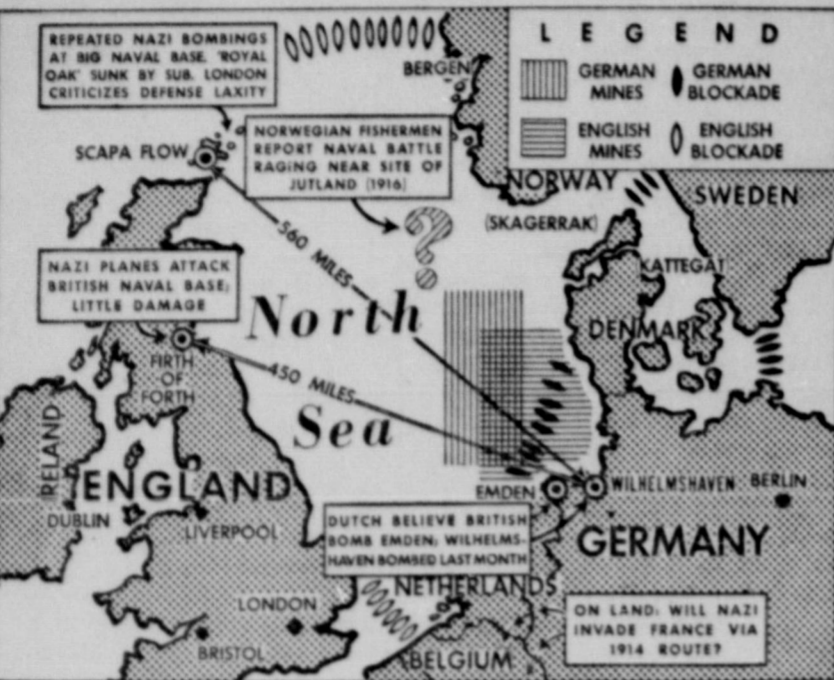 REPEATED NAZI BOMBINGS
AT BIG NAVAL BASE. 'ROYAL
OAK' SUNK BY SUB. LONDON
CRITICIZES DEFENSE LAXITY
BERGEN
LEGEND
GERMAN
MINES
GERMAN
BLOCKADE
ENGLISH
MINES
ENGLISH
BLOCKADE
SCAPA FLOW
NORWEGIAN FISHERMEN
REPORT NAVAL BATTLE
RAGING NEAR SITE OF
JUTLAND (1916)
NORWAY
SWEDEN
(SKAGERRAK)
?
560 MILES
KATTEGAT
NAZI PLANES ATTACK
BRITISH NAVAL BASE;
LITTLE DAMAGE
North
Sea
DENMARK
FIRTH
OF
FORTH
450 MILES
IRELAND
ENGLAND
DUBLIN
LIVERPOOL
EMDEN
WILHELMSHAVEN
BERLIN
DUTCH BELIEVE BRITISH
BOMB EMDEN; WILHELMS-
HAVEN BOMBED LAST MONTH
GERMANY
NETHERLANDS
LONDON
BRISTOL
BELGIUM
ON LAND: WILL NAZI
INVADE FRANCE VIA
1914 ROUTE?